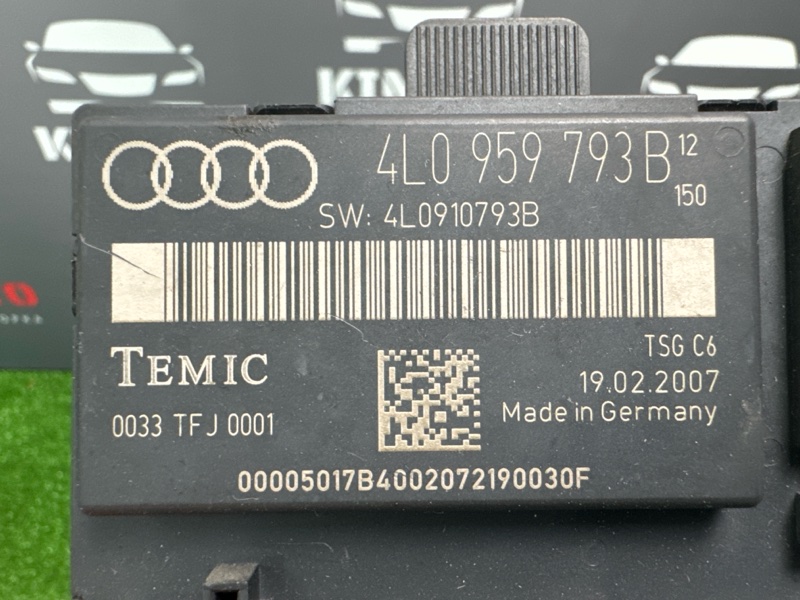 4L0 959 793B 12
150
SW: 4L0910793B
TEMIC
TSG C6
19.02.2007
0033 TFJ 0001
Made in Germany
00005017B4002072190030F